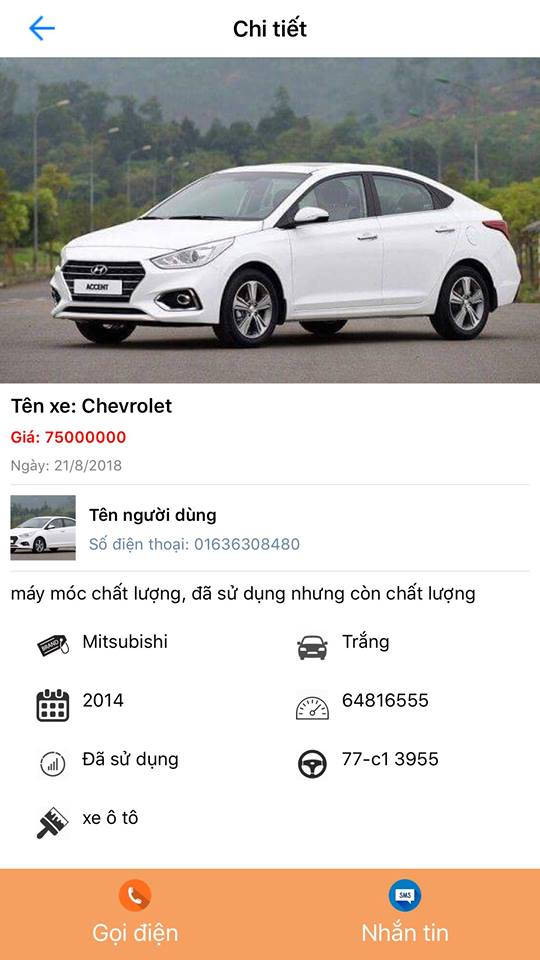 Chi tiết
ACCENT
Tên xe: Chevrolet
Giá: 75000000
Ngày: 21/8/2018
Tên người dùng
Số điện thoại: 01636308480
máy móc chất lượng, đã sử dụng nhưng còn chất lượng
BRAND
Mitsubishi
Trắng
2014
64816555
Đã sử dụng
77-c1 3955
xe ô tô
SMS
Gọi điện
Nhắn tin